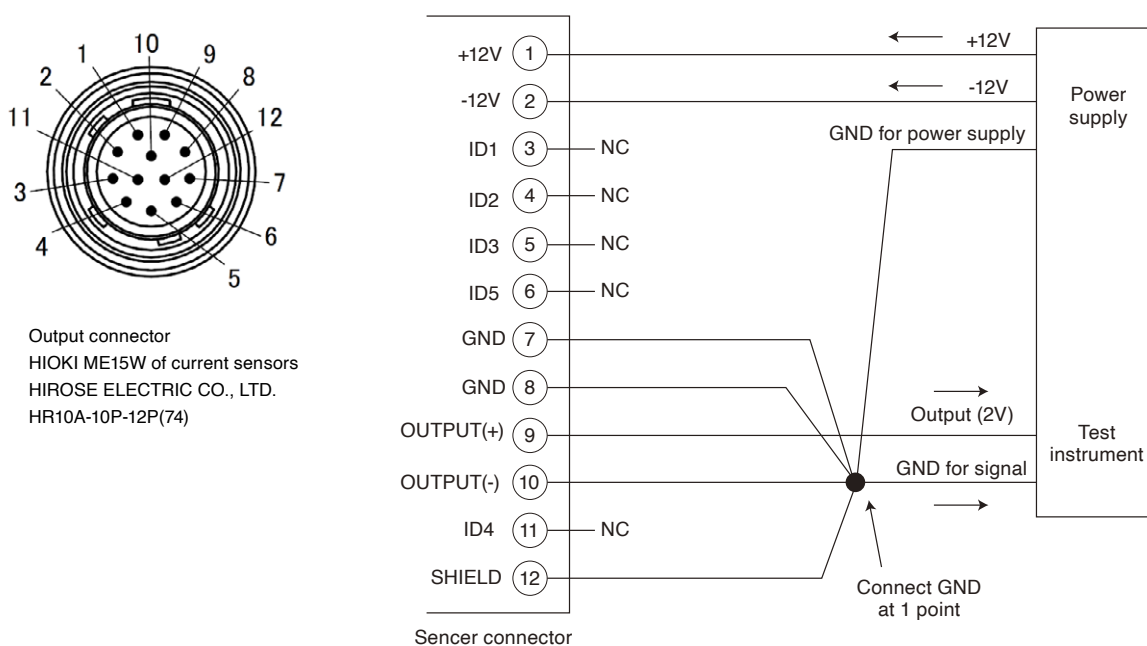 1
10
9
2
8
11
12
3
7
4
6
5
Output connector
HIOKI ME15W of current sensors
HIROSE ELECTRIC CO., LTD.
HR10A-10P-12P(74)
+12V 1
-12V 2
ID1 3 NC
ID2 4 NC
ID3 5 NC
ID5 6 NC
GND 7
GND 8
OUTPUT(+) 9
OUTPUT(-) 10
ID4 11 NC
SHIELD 12
Sencer connector
+12V
-12V
GND for power supply
Power
supply
Output (2V)
GND for signal
Test
instrument
Connect GND
at 1 point